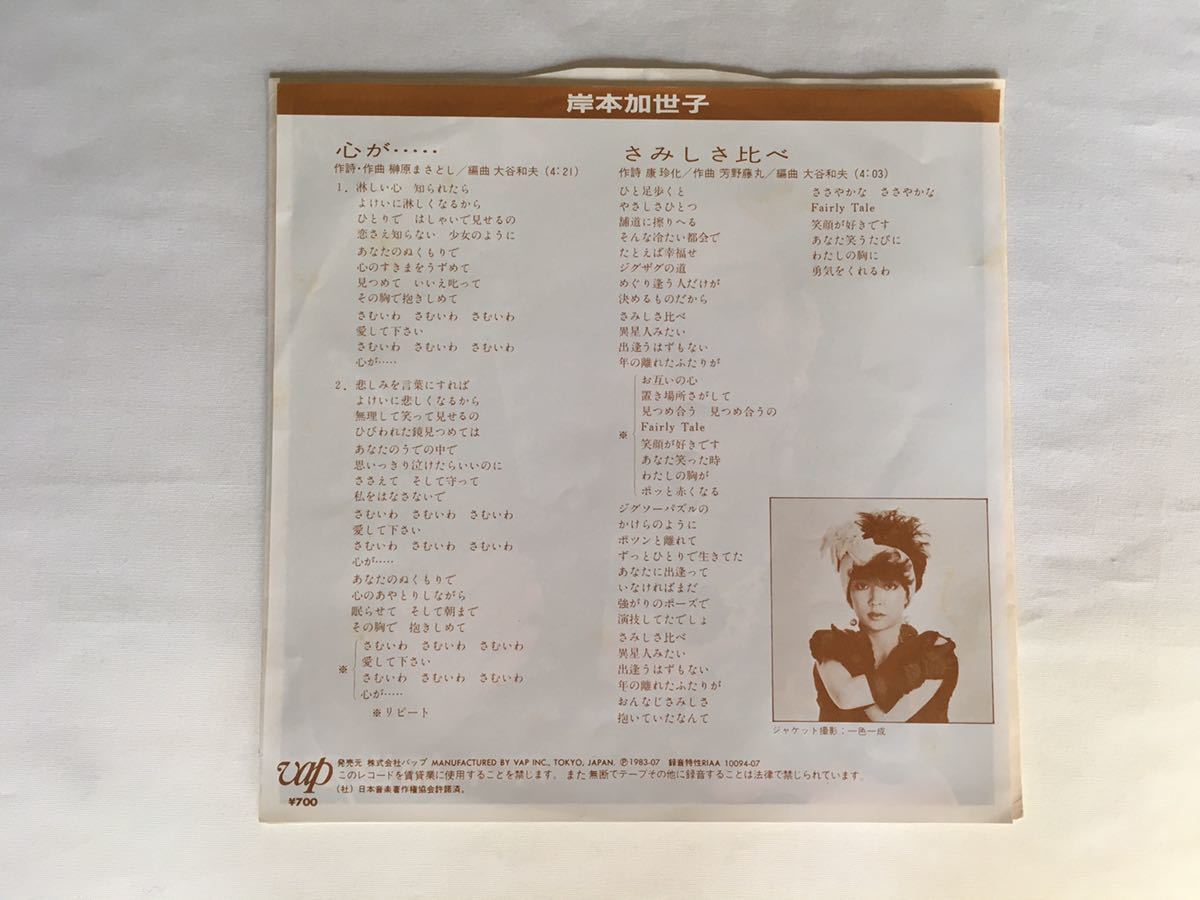 岸本加世子
心が‥‥‥
作詩・作曲 榊原まさとし／編曲 大谷和夫 (4:21)
1. 淋しい心 知られたら
よけいに淋しくなるから
ひとりで はしゃいで見せるの
恋さえ知らない 少女のように
あなたのぬくもりで
心のすきまをうずめて
見つめて いいえ叱って
その胸で抱きしめて
さむいわ さむいわ さむいわ
愛して下さい
さむいわ さむいわ さむいわ
心が‥‥‥
2. 悲しみを言葉にすれば
よけいに悲しくなるから
無理して笑って見せるの
ひびわれた鏡見つめては
あなたのうでの中で
思いっきり泣けたらいいのに
ささえて そして守って
私をはなさないで
さむいわ さむいわ さむいわ
愛して下さい
さむいわ さむいわ さむいわ
心が‥‥‥
あなたのぬくもりで
心のあやとりしながら
眠らせて そして朝まで
その胸で 抱きしめて
※
さむいわ さむいわ さむいわ
愛して下さい
さむいわ さむいわ さむいわ
心が‥‥‥
※リピート
さみしさ比べ
作詩 康 珍化／作曲 芳野藤丸／編曲 大谷和夫 (4:03)
ひと足歩くと
やさしさひとつ
舗道に擦りへる
そんな冷たい都会で
たとえば幸福せ
ジグザグの道
めぐり逢う人だけが
決めるものだから
さみしさ比べ
異星人みたい
出逢うはずもない
年の離れたふたりが
※
お互いの心
置き場所さがして
見つめ合う 見つめ合うの
Fairly Tale
笑顔が好きです
あなた笑った時
わたしの胸が
ポッと赤くなる
ジグソーパズルの
かけらのように
ポツンと離れて
ずっとひとりで生きてた
あなたに出逢って
いなければまだ
強がりのポーズで
演技してたでしょ
さみしさ比べ
異星人みたい
出逢うはずもない
年の離れたふたりが
おんなじさみしさ
抱いていたなんて
ささやかな ささやかな
Fairly Tale
笑顔が好きです
あなた笑うたびに
わたしの胸に
勇気をくれるわ
ジャケット撮影：一色一成
vap
¥700
発売元 株式会社バップ MANUFACTURED BY VAP INC., TOKYO, JAPAN. Ⓟ1983-07 録音特性RIAA 10094-07
このレコードを賃貸業に使用することを禁じます。また無断でテープその他に録音することは法律で禁じられています。
(社) 日本音楽著作権協会許諾済。